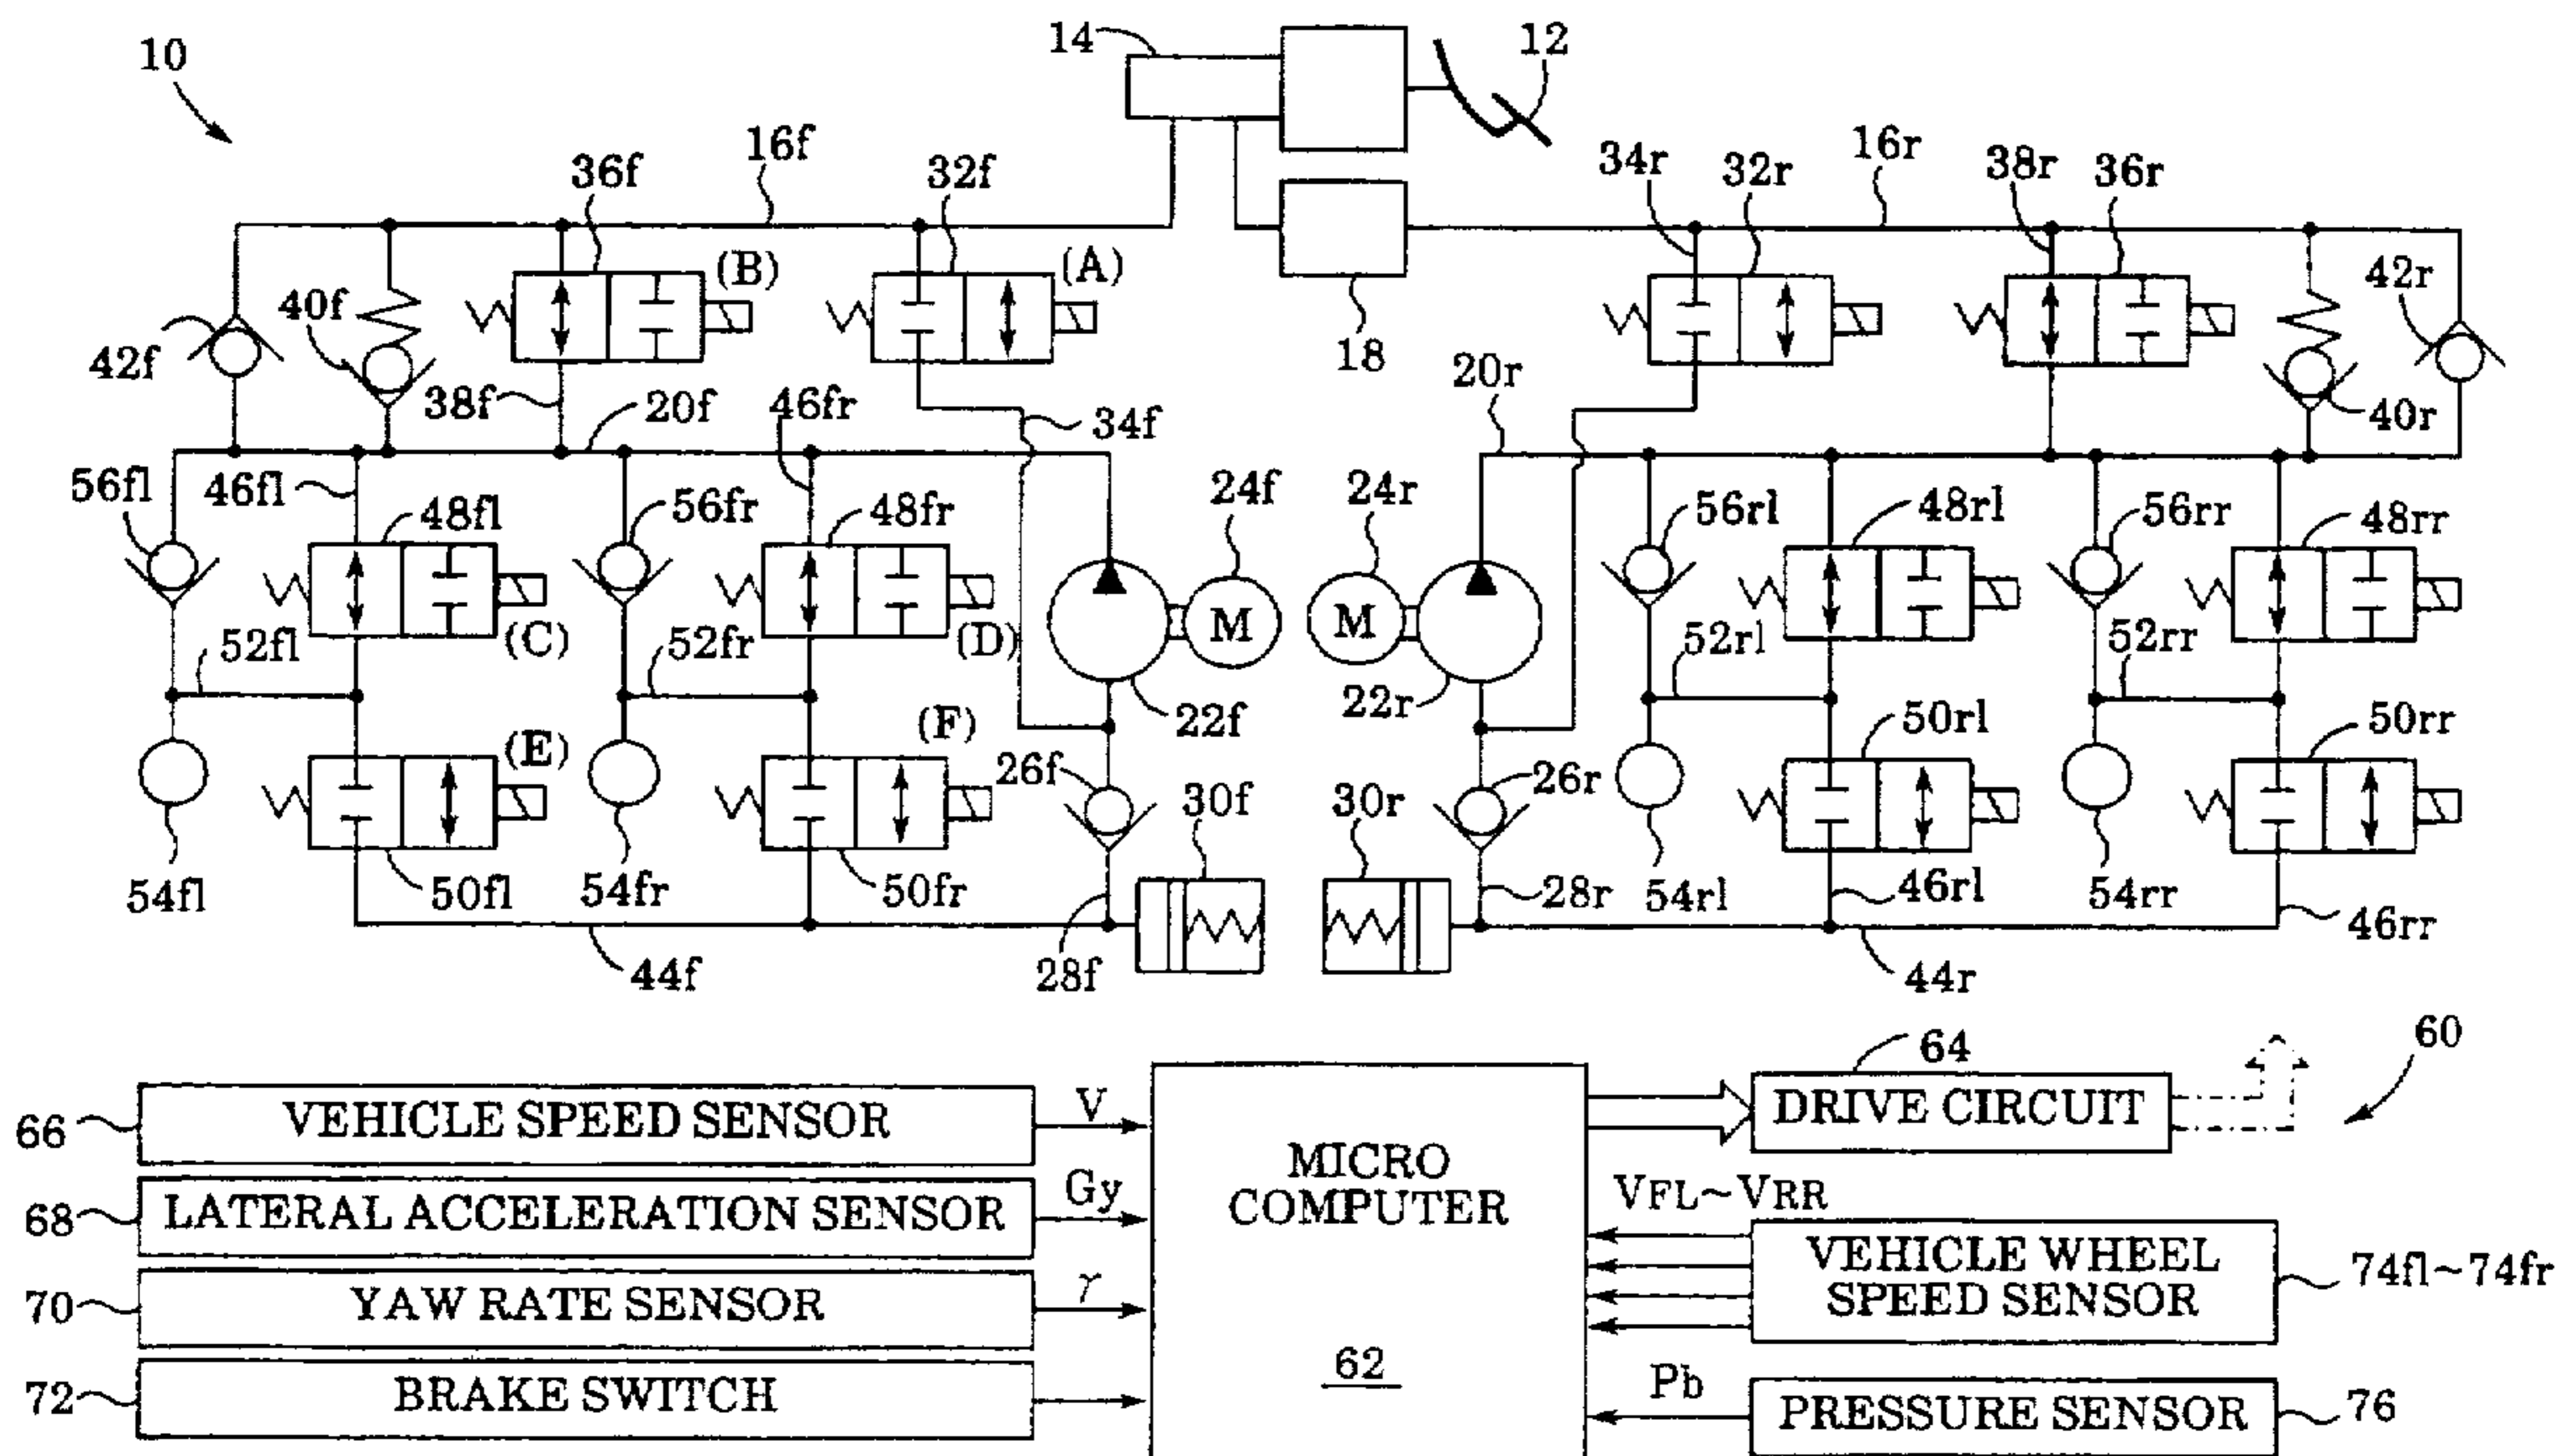 14
12
10
16f
34r
16r
36f
32f
32r
38r
36r
(B)
(A)
40f
42r
42f
18
20r
38f
20f
46fr
34f
40r
56fl
46fl
24f
24r
48fl
56fr
48fr
56rl
48rl
56rr
48rr
(C)
(D)
M
M
52fl
52fr
52rl
52rr
22f
22r
(E)
(F)
50rl
50rr
26f
30f
30r
26r
54fl
50fl
54fr
50fr
28r
54rl
46rl
54rr
46rr
44f
28f
44r
64
60
66
VEHICLE SPEED SENSOR
V
DRIVE CIRCUIT
MICRO
COMPUTER
62
68
LATERAL ACCELERATION SENSOR
Gy
VFL~VRR
VEHICLE WHEEL
SPEED SENSOR
74fl~74fr
70
YAW RATE SENSOR
γ
72
BRAKE SWITCH
Pb
PRESSURE SENSOR
76